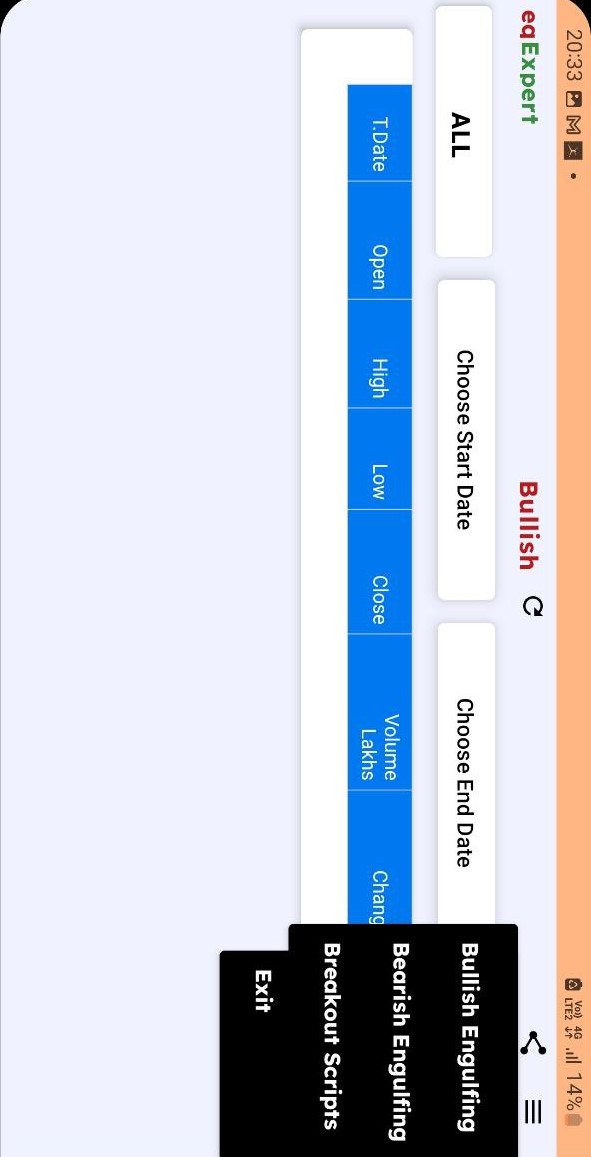 20:33
Vo)) 4G
LTE2
14%
eqExpert
Bullish
ALL
Choose Start Date
Choose End Date
T.Date
Open
High
Low
Close
Volume
Lakhs
Chang
Bullish Engulfing
Bearish Engulfing
Breakout Scripts
Exit